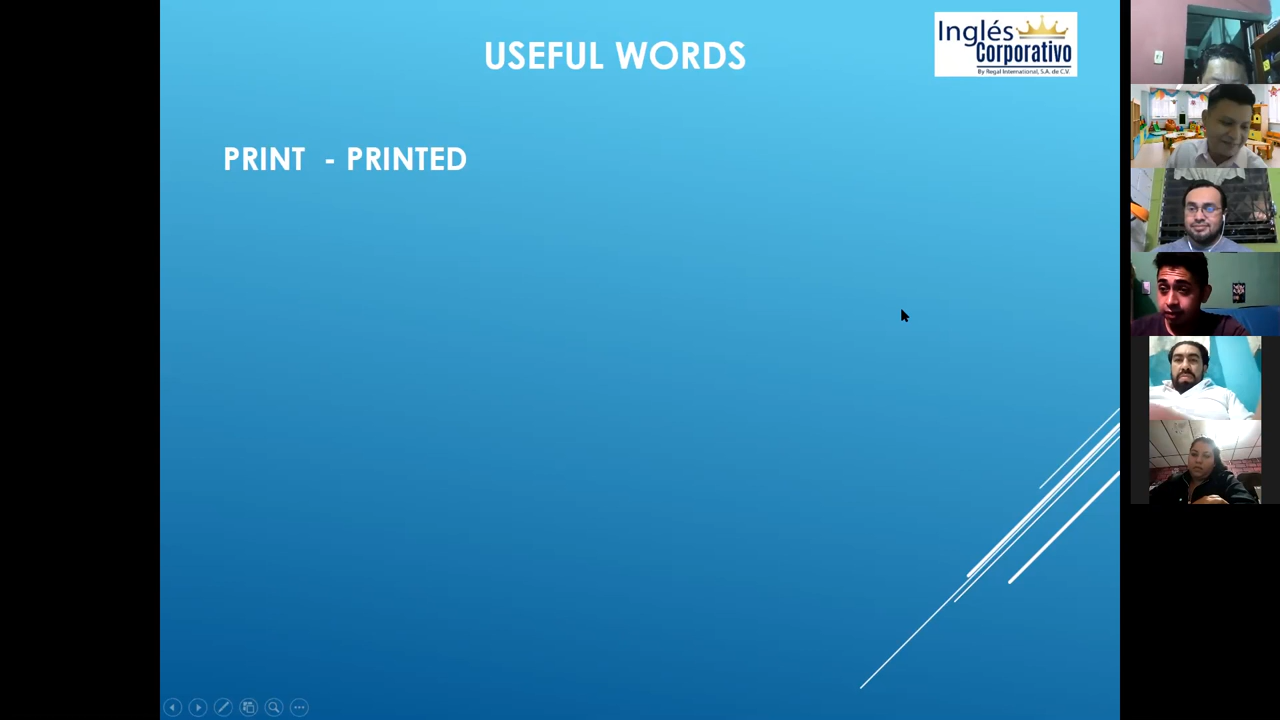 USEFUL WORDS
Inglés
Corporativo
By Regal International, S.A. de C.V.
PRINT - PRINTED